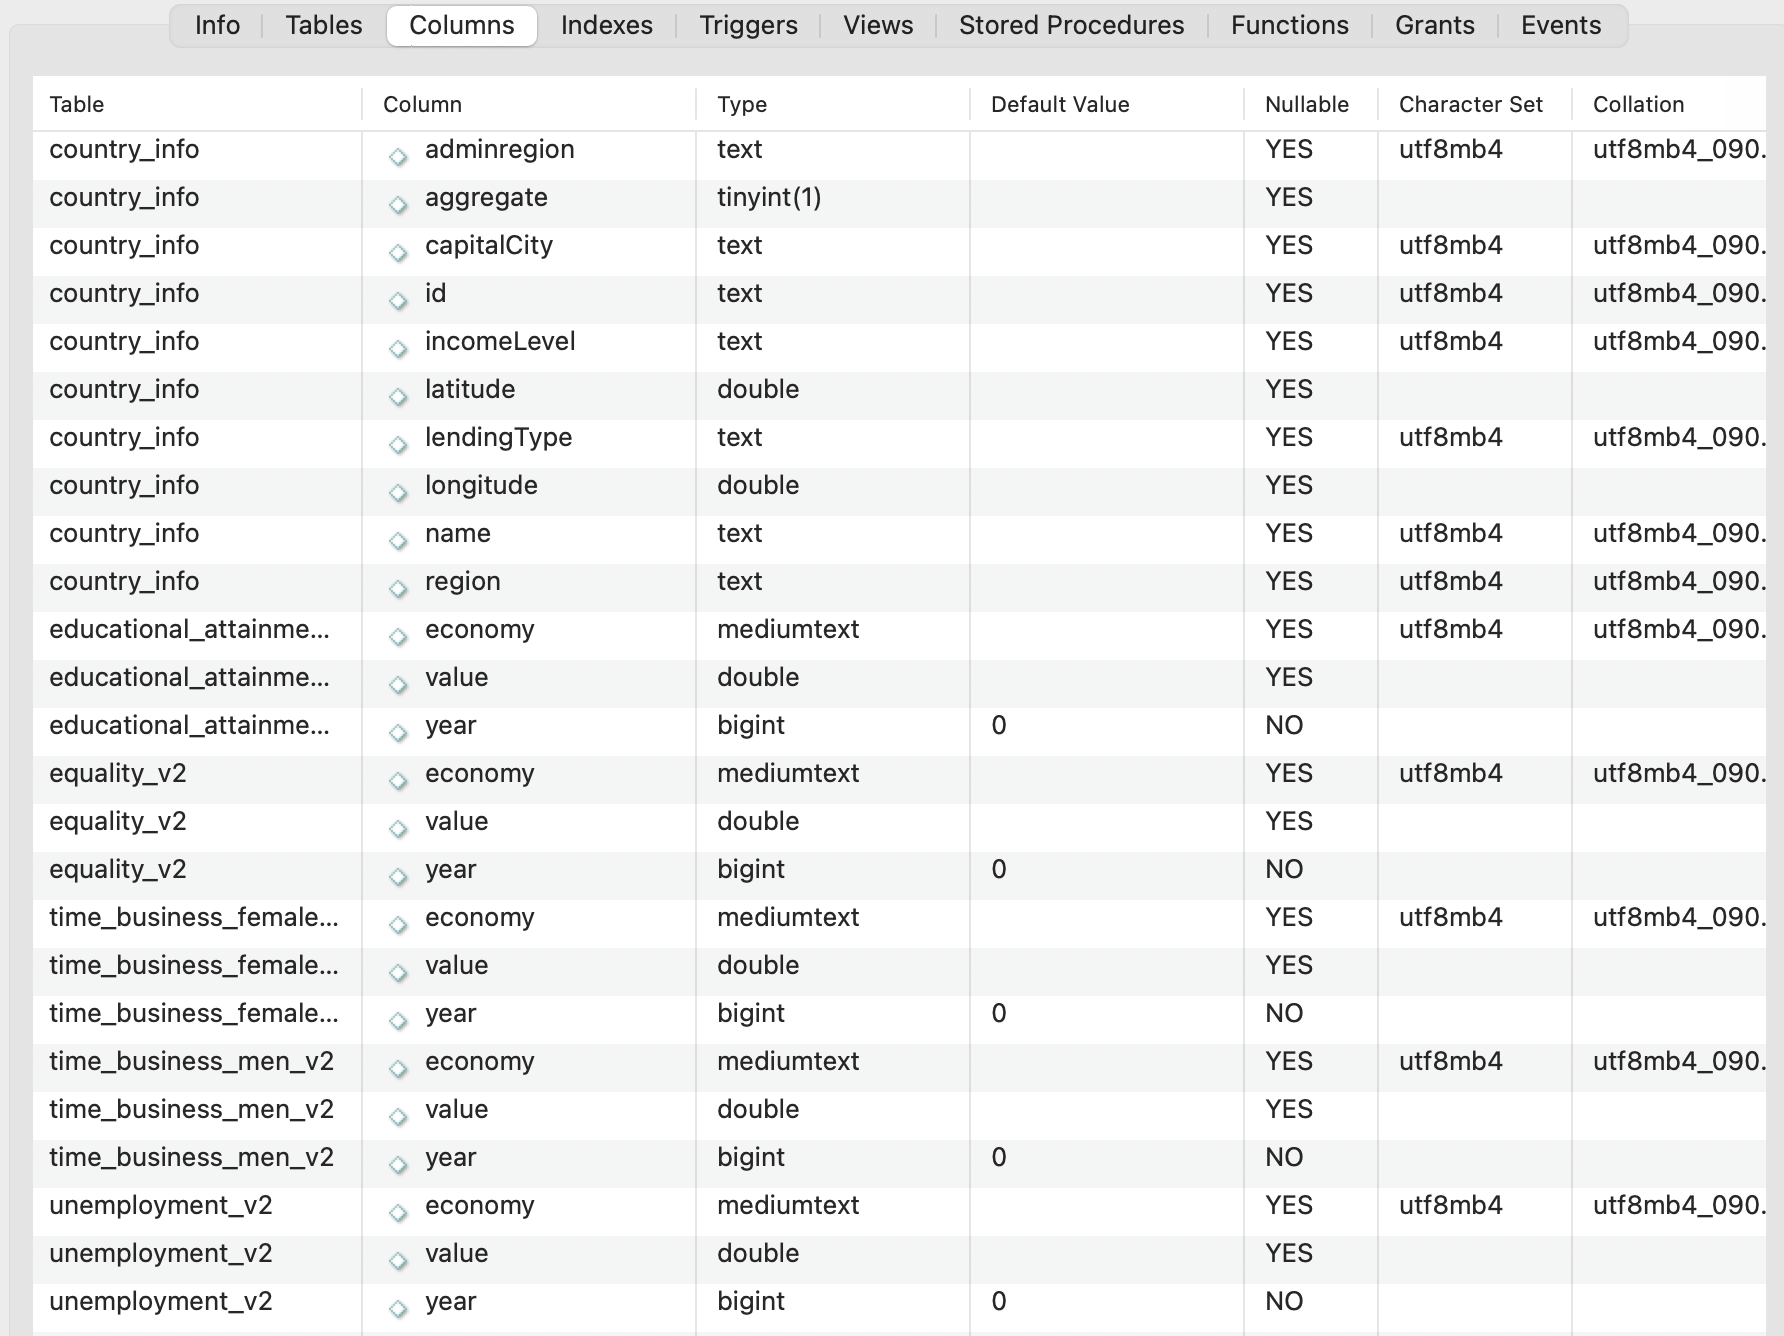 Info Tables Columns Indexes Triggers Views Stored Procedures Functions Grants Events
Table Column Type Default Value Nullable Character Set Collation
country_info adminregion text YES utf8mb4 utf8mb4_090.
country_info aggregate tinyint(1) YES
country_info capitalCity text YES utf8mb4 utf8mb4_090.
country_info id text YES utf8mb4 utf8mb4_090.
country_info incomeLevel text YES utf8mb4 utf8mb4_090.
country_info latitude double YES
country_info lendingType text YES utf8mb4 utf8mb4_090.
country_info longitude double YES
country_info name text YES utf8mb4 utf8mb4_090.
country_info region text YES utf8mb4 utf8mb4_090.
educational_attainme... economy mediumtext YES utf8mb4 utf8mb4_090.
educational_attainme... value double YES
educational_attainme... year bigint 0 NO
equality_v2 economy mediumtext YES utf8mb4 utf8mb4_090.
equality_v2 value double YES
equality_v2 year bigint 0 NO
time_business_female... economy mediumtext YES utf8mb4 utf8mb4_090.
time_business_female... value double YES
time_business_female... year bigint 0 NO
time_business_men_v2 economy mediumtext YES utf8mb4 utf8mb4_090.
time_business_men_v2 value double YES
time_business_men_v2 year bigint 0 NO
unemployment_v2 economy mediumtext YES utf8mb4 utf8mb4_090.
unemployment_v2 value double YES
unemployment_v2 year bigint 0 NO